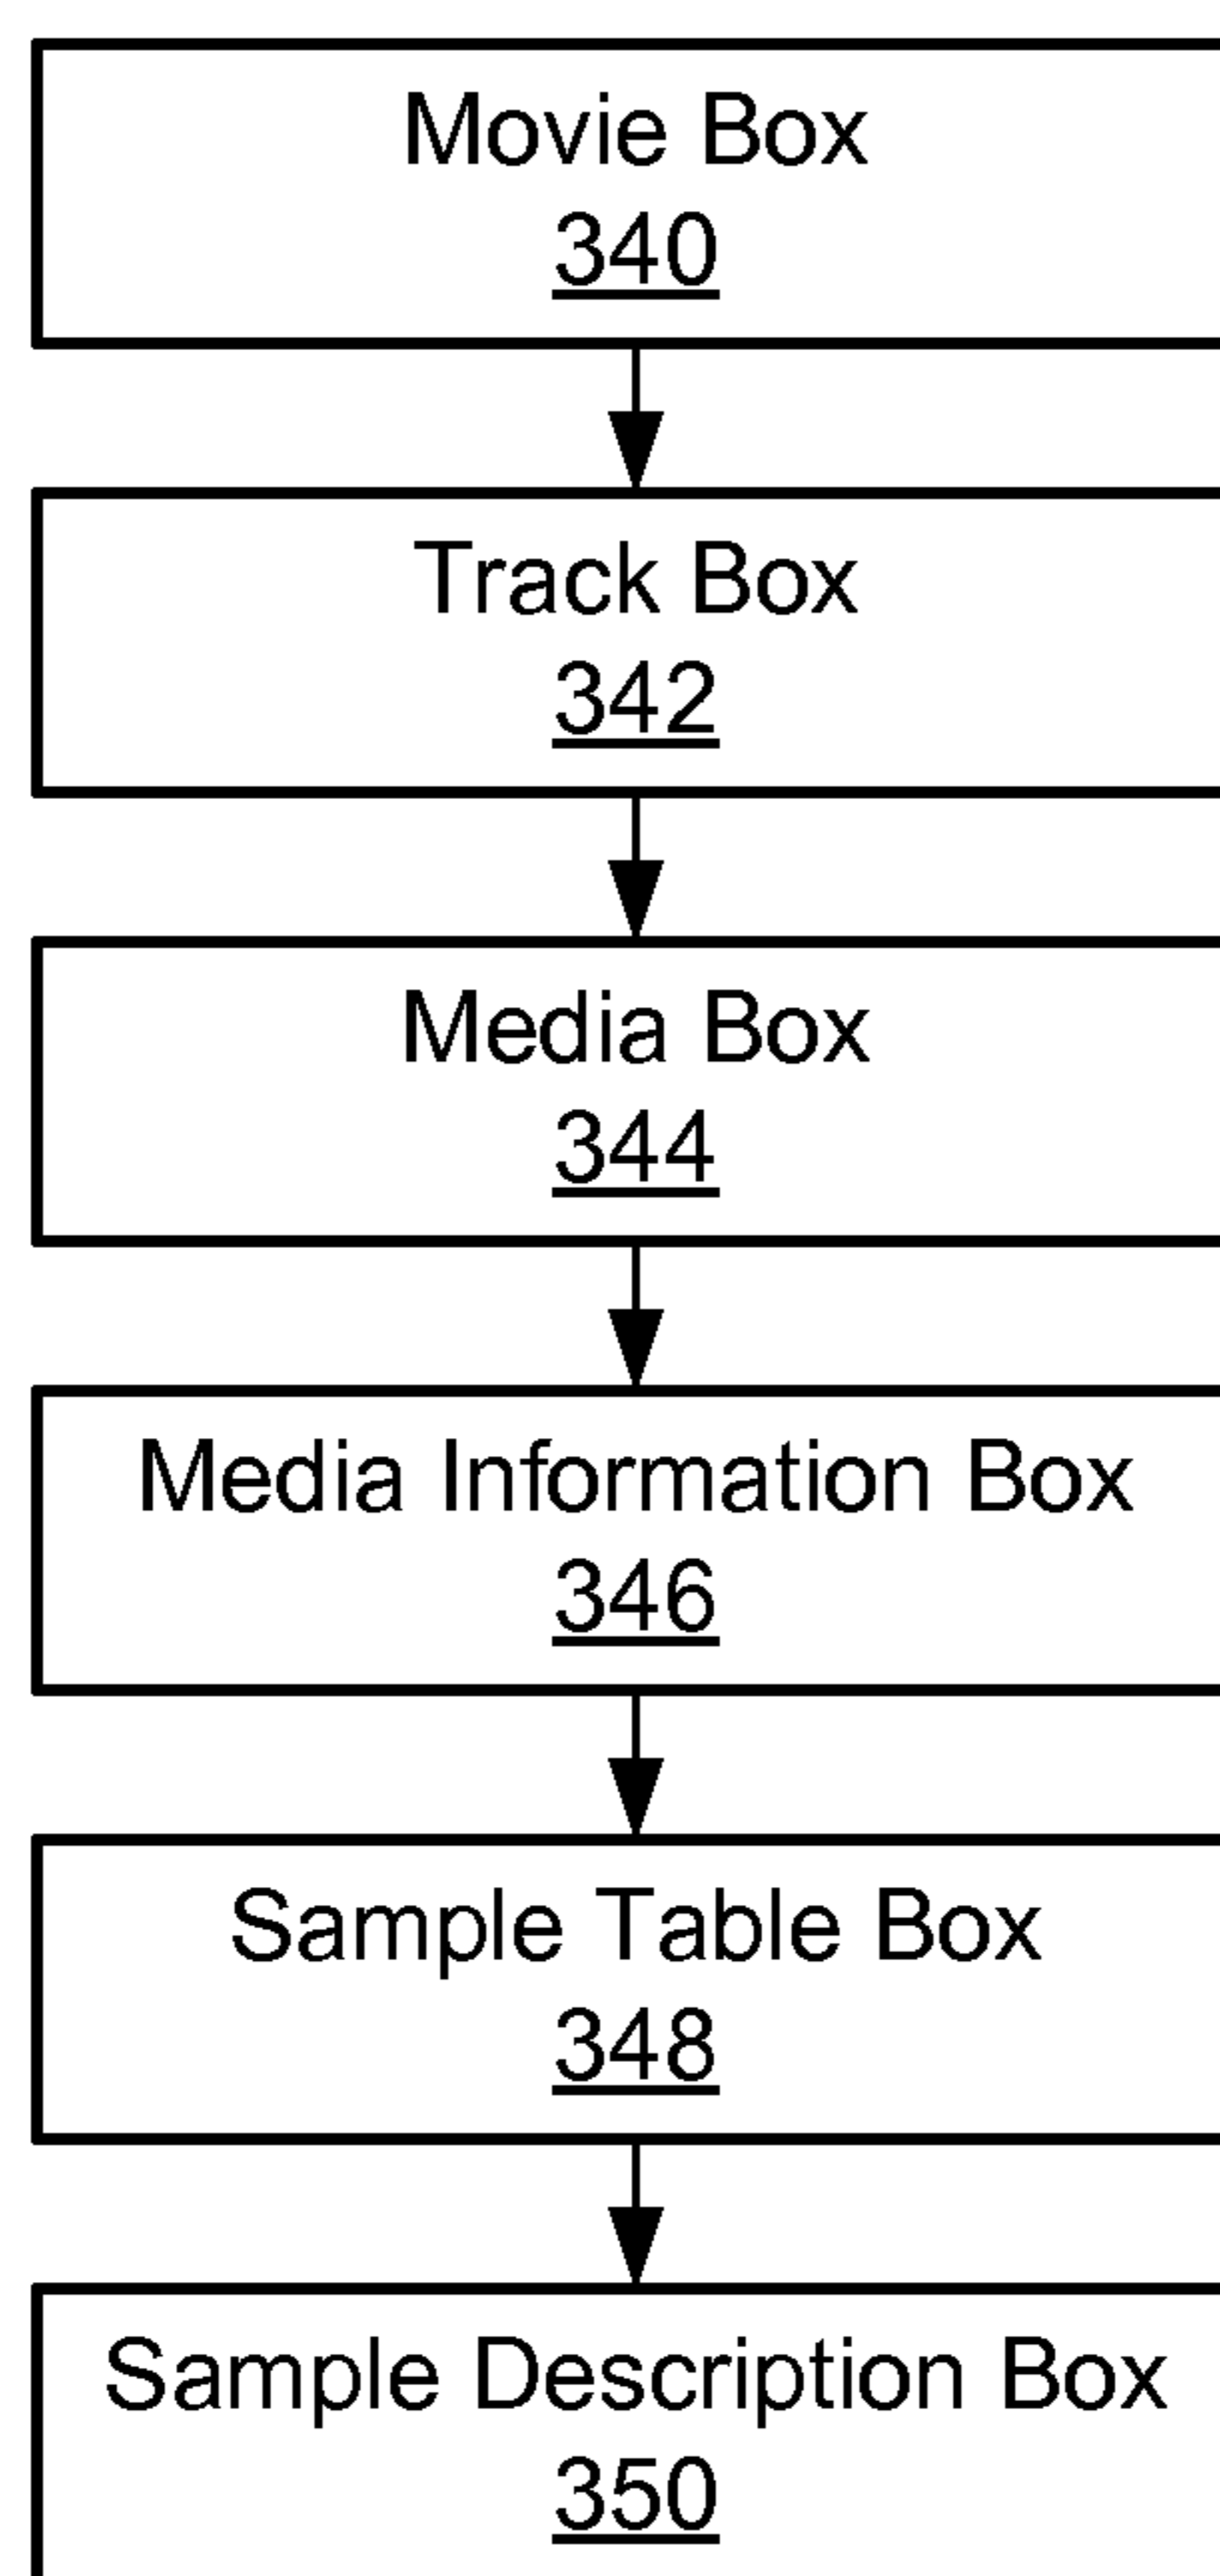 Movie Box
340
Track Box
342
Media Box
344
Media Information Box
346
Sample Table Box
348
Sample Description Box
350